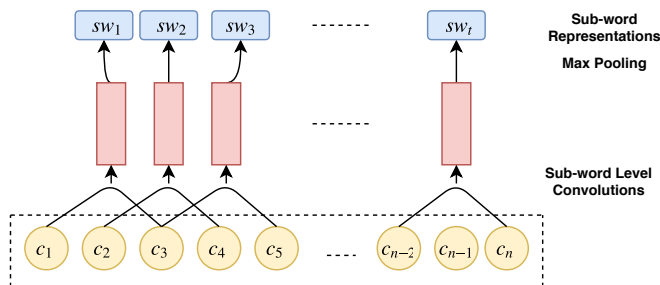 sw₁ sw₂ sw₃ swₜ
Sub-word
Representations
Max Pooling
Sub-word Level
Convolutions
c₁ c₂ c₃ c₄ c₅ cₙ₋₂ cₙ₋₁ cₙ